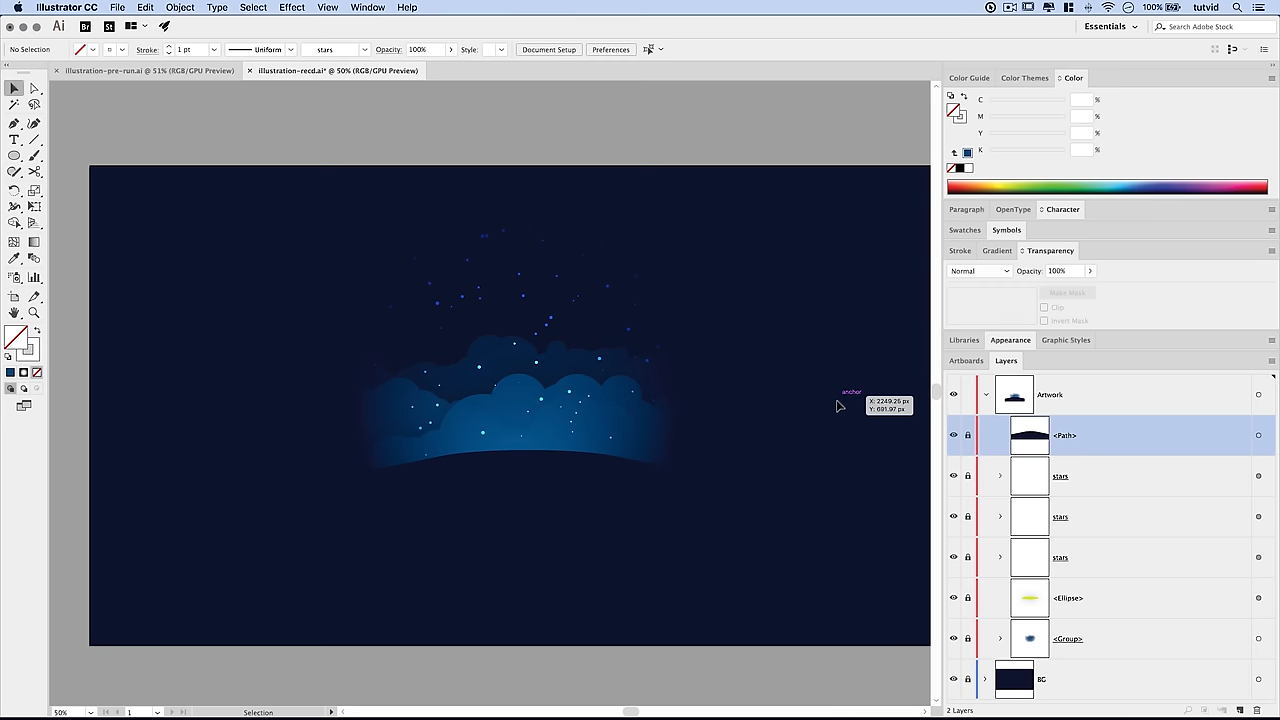 Illustrator CC File Edit Object Type Select Effect View Window Help 100% tutvid
Ai Br St Essentials Search Adobe Stock
No Selection Stroke: 1 pt Uniform stars Opacity: 100% Style: Document Setup Preferences
illustration-pre-run.ai @ 51% (RGB/GPU Preview) illustration-recd.ai* @ 50% (RGB/GPU Preview)
Color Guide Color Themes Color
C %
M %
Y %
K %
Paragraph OpenType Character
Swatches Symbols
Stroke Gradient Transparency
Normal Opacity: 100%
Make Mask
Clip
Invert Mask
Libraries Appearance Graphic Styles
Artboards Layers
Artwork
<Path>
stars
stars
stars
<Ellipse>
<Group>
BG
anchor
X: 2249.25 px
Y: 691.97 px
50% 1 Selection
2 Layers